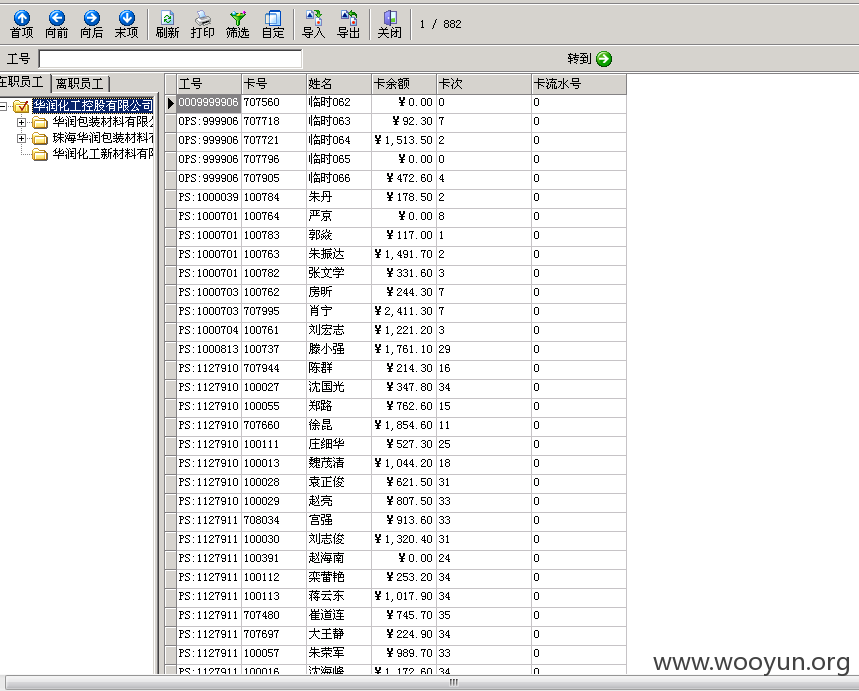 首项 向前 向后 末项 刷新 打印 筛选 自定 导入 导出 关闭 1 / 882
工号 转到
在职员工 离职员工
华润化工控股有限公司
华润包装材料有限公
珠海华润包装材料有
华润化工新材料有限
工号 卡号 姓名 卡余额 卡次 卡流水号
0009999906 707560 临时062 ￥0.00 0 0
0PS:999906 707718 临时063 ￥92.30 7 0
0PS:999906 707721 临时064 ￥1,513.50 2 0
0PS:999906 707796 临时065 ￥0.00 0 0
0PS:999906 707905 临时066 ￥472.60 4 0
PS:1000039 100784 朱丹 ￥178.50 2 0
PS:1000701 100764 严京 ￥0.00 8 0
PS:1000701 100783 郭焱 ￥117.00 1 0
PS:1000701 100763 朱振达 ￥1,491.70 2 0
PS:1000701 100782 张文学 ￥331.60 3 0
PS:1000703 100762 房昕 ￥244.30 7 0
PS:1000703 707995 肖宁 ￥2,411.30 7 0
PS:1000704 100761 刘宏志 ￥1,221.20 3 0
PS:1000813 100737 滕小强 ￥1,761.10 29 0
PS:1127910 707944 陈群 ￥214.30 16 0
PS:1127910 100027 沈国光 ￥347.80 34 0
PS:1127910 100055 郑路 ￥762.60 15 0
PS:1127910 707660 徐昆 ￥1,854.60 11 0
PS:1127910 100111 庄细华 ￥527.30 25 0
PS:1127910 100013 魏茂清 ￥1,044.20 18 0
PS:1127910 100028 袁正俊 ￥621.50 31 0
PS:1127910 100029 赵亮 ￥807.50 33 0
PS:1127911 708034 宫强 ￥913.60 33 0
PS:1127911 100030 刘志俊 ￥1,320.40 31 0
PS:1127911 100391 赵海南 ￥0.00 24 0
PS:1127911 100112 栾蕾艳 ￥253.20 34 0
PS:1127911 100113 蒋云东 ￥1,017.90 34 0
PS:1127911 707480 崔道连 ￥745.70 35 0
PS:1127911 707697 大王静 ￥224.90 34 0
PS:1127911 100057 朱荣军 ￥989.70 33 0
PS:1127911 100016 沈海峰 ￥1,172.60 34 0
www.wooyun.org